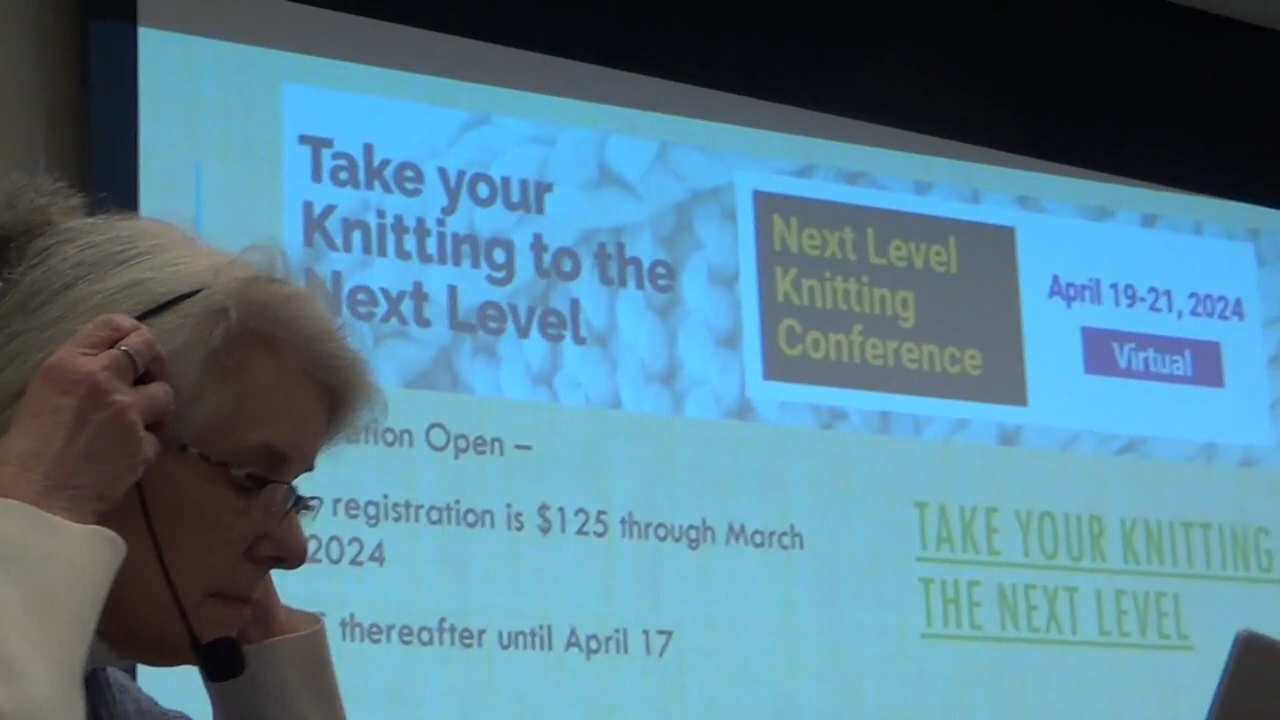 Take your
Knitting to the
Next Level
Next Level
Knitting
Conference
April 19-21, 2024
Virtual
Open –
registration is $125 through March
2024
thereafter until April 17
TAKE YOUR KNITTING
THE NEXT LEVEL